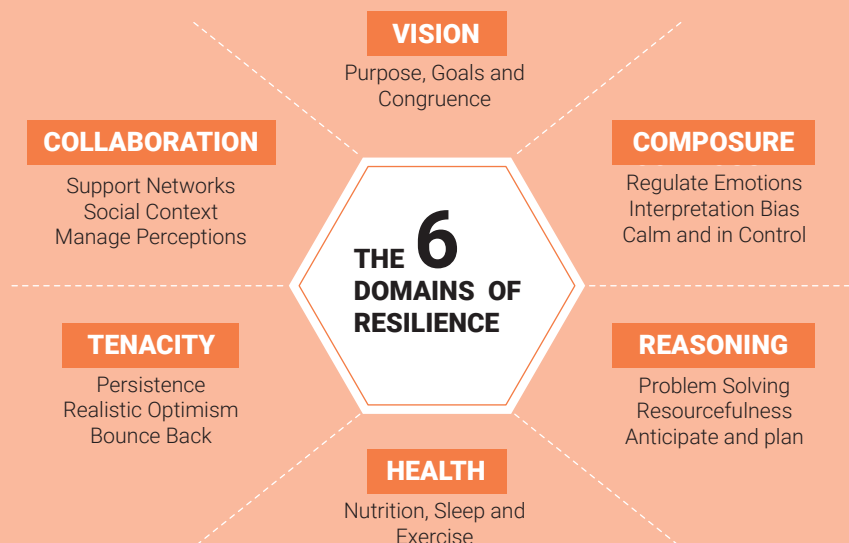 VISION
Purpose, Goals and
Congruence
COLLABORATION
Support Networks
Social Context
Manage Perceptions
COMPOSURE
Regulate Emotions
Interpretation Bias
Calm and in Control
THE 6
DOMAINS OF
RESILIENCE
TENACITY
Persistence
Realistic Optimism
Bounce Back
REASONING
Problem Solving
Resourcefulness
Anticipate and plan
HEALTH
Nutrition, Sleep and
Exercise